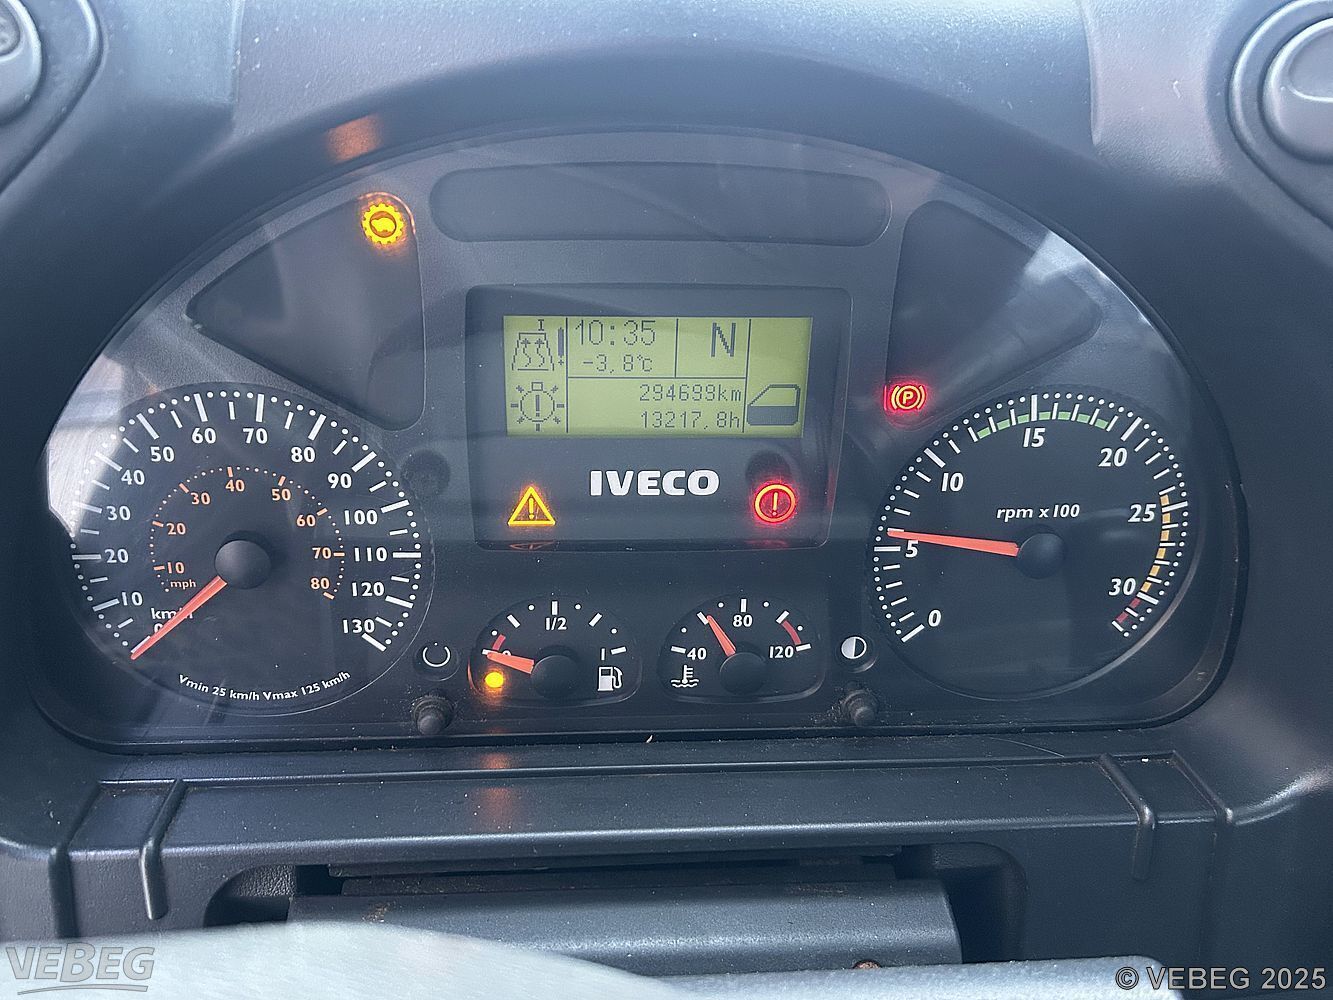 10:35
-3,8°C
N
294699km
13217,8h
IVECO
0 10 20 30 40 50 60 70 80 90 100 110 120 130
km/h
10 20 30 40 50 60 70 80
mph
Vmin 25 km/h Vmax 125 km/h
0 1/2 1
40 80 120
0 5 10 15 20 25 30
rpm x 100
P
VEBEG
© VEBEG 2025